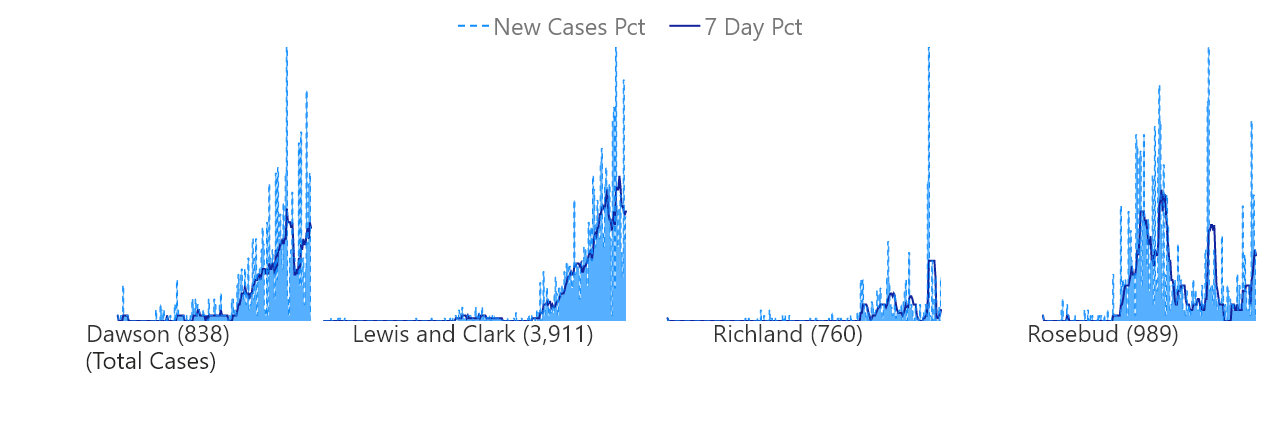 New Cases Pct 7 Day Pct
Dawson (838) Lewis and Clark (3,911) Richland (760) Rosebud (989)
(Total Cases)